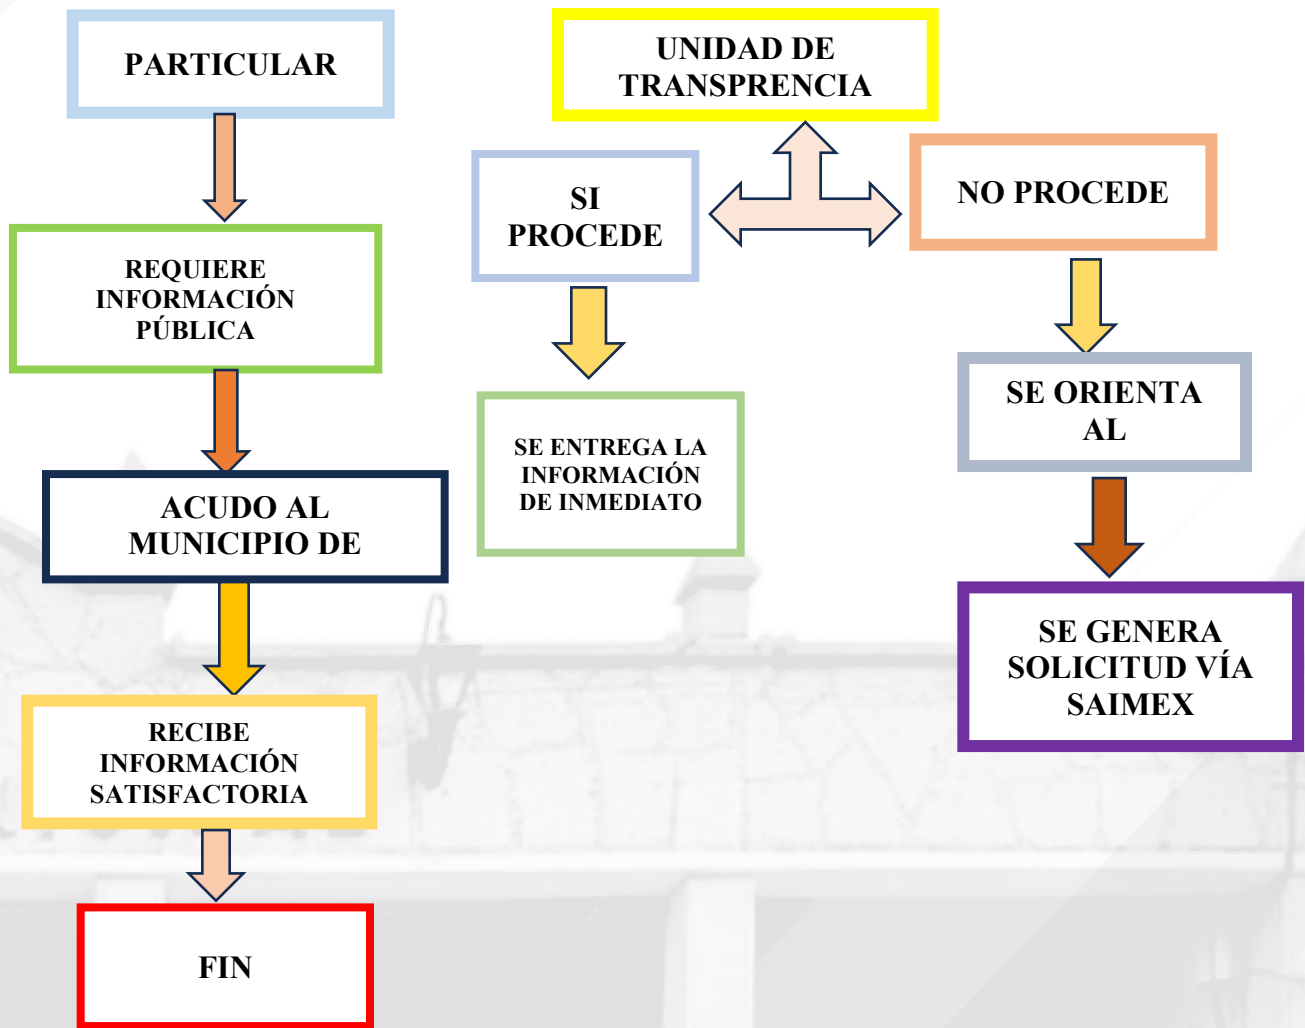 PARTICULAR
REQUIERE
INFORMACIÓN
PÚBLICA
ACUDO AL
MUNICIPIO DE
RECIBE
INFORMACIÓN
SATISFACTORIA
FIN
UNIDAD DE
TRANSPRENCIA
SI
PROCEDE
SE ENTREGA LA
INFORMACIÓN
DE INMEDIATO
NO PROCEDE
SE ORIENTA
AL
SE GENERA
SOLICITUD VÍA
SAIMEX